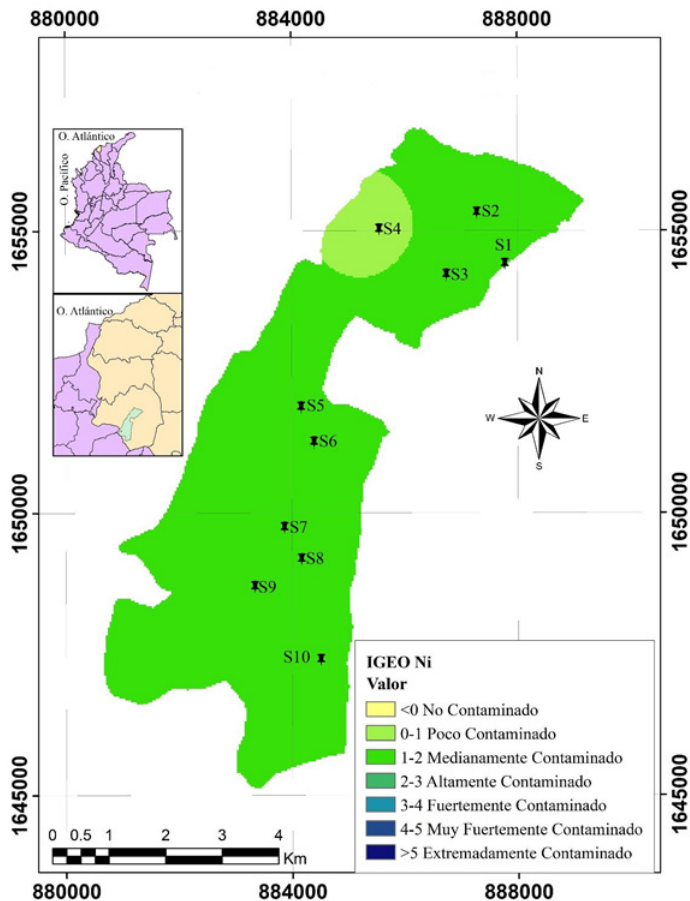 880000 884000 888000
O. Atlántico
O. Pacífico
1655000
1655000
S2
S4
S1
S3
O. Atlántico
N
W E
S
S5
S6
1650000
1650000
S7
S8
S9
S10
IGEO Ni
Valor
<0 No Contaminado
0-1 Poco Contaminado
1-2 Medianamente Contaminado
2-3 Altamente Contaminado
3-4 Fuertemente Contaminado
4-5 Muy Fuertemente Contaminado
>5 Extremadamente Contaminado
1645000
1645000
0 0.5 1 2 3 4
Km
880000 884000 888000